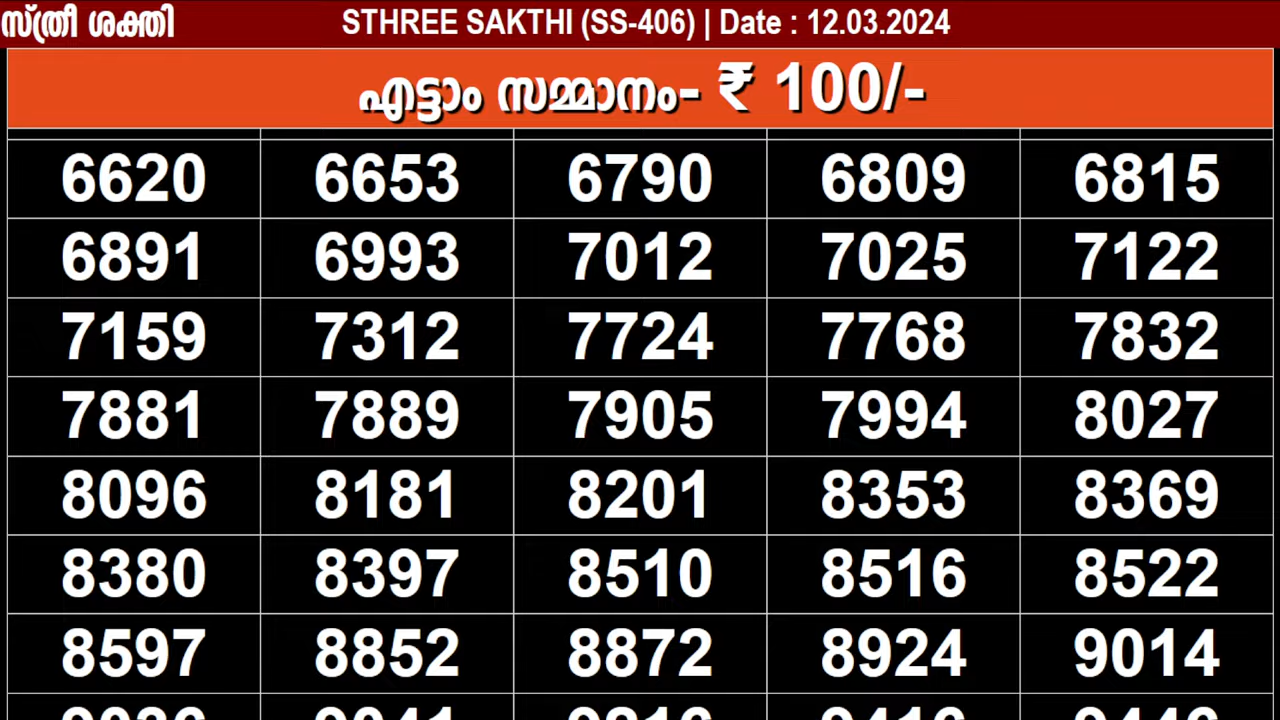 സ്ത്രീ ശക്തി STHREE SAKTHI (SS-406) | Date : 12.03.2024
എട്ടാം സമ്മാനം- ₹ 100/-
6620 6653 6790 6809 6815
6891 6993 7012 7025 7122
7159 7312 7724 7768 7832
7881 7889 7905 7994 8027
8096 8181 8201 8353 8369
8380 8397 8510 8516 8522
8597 8852 8872 8924 9014